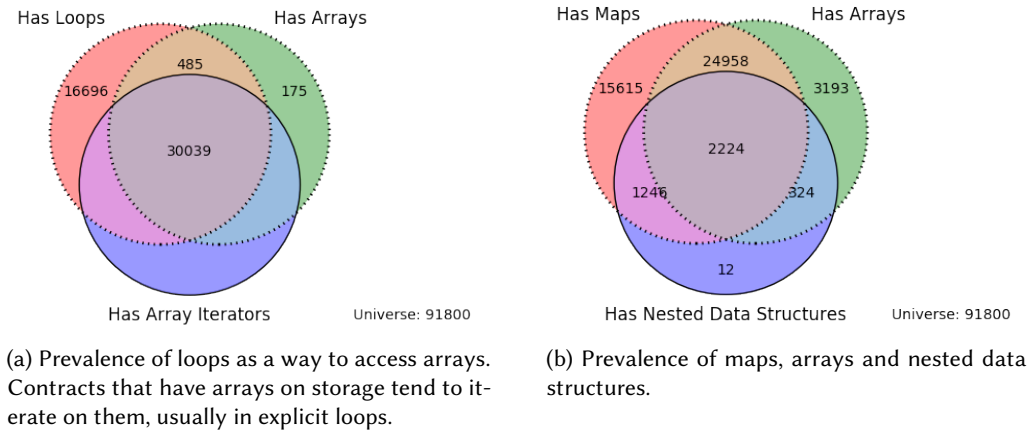 Has Loops
Has Arrays
485
16696
175
30039
Has Array Iterators
Universe: 91800
(a) Prevalence of loops as a way to access arrays.
Contracts that have arrays on storage tend to it-
erate on them, usually in explicit loops.
Has Maps
Has Arrays
24958
15615
3193
2224
1246
324
12
Has Nested Data Structures
Universe: 91800
(b) Prevalence of maps, arrays and nested data
structures.